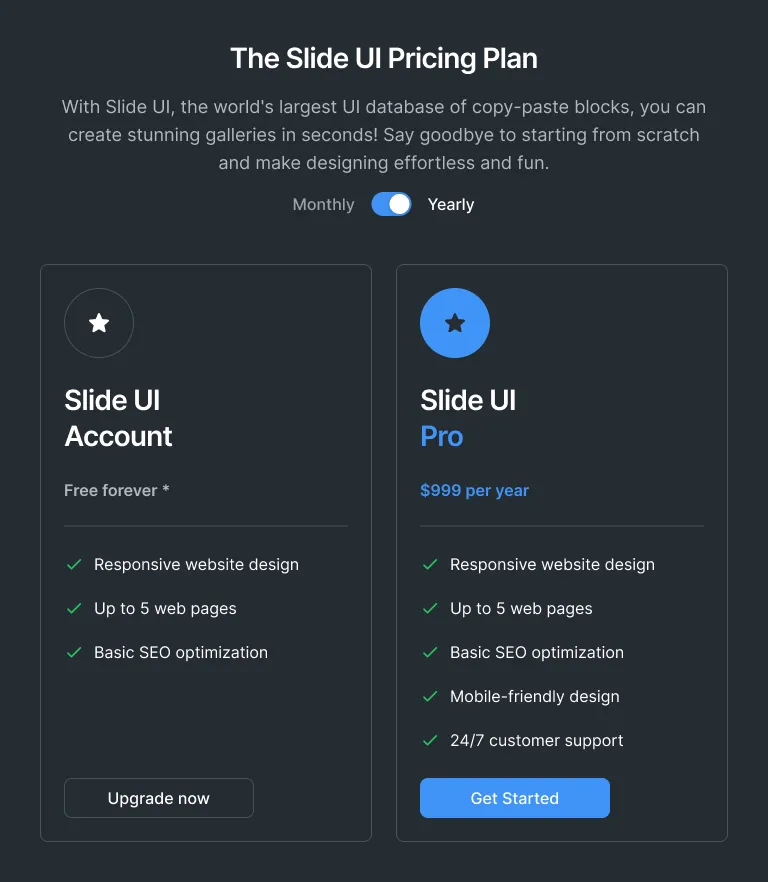 The Slide UI Pricing Plan
With Slide UI, the world's largest UI database of copy-paste blocks, you can
create stunning galleries in seconds! Say goodbye to starting from scratch
and make designing effortless and fun.
Monthly Yearly
Slide UI
Account
Free forever *
Responsive website design
Up to 5 web pages
Basic SEO optimization
Upgrade now
Slide UI
Pro
$999 per year
Responsive website design
Up to 5 web pages
Basic SEO optimization
Mobile-friendly design
24/7 customer support
Get Started